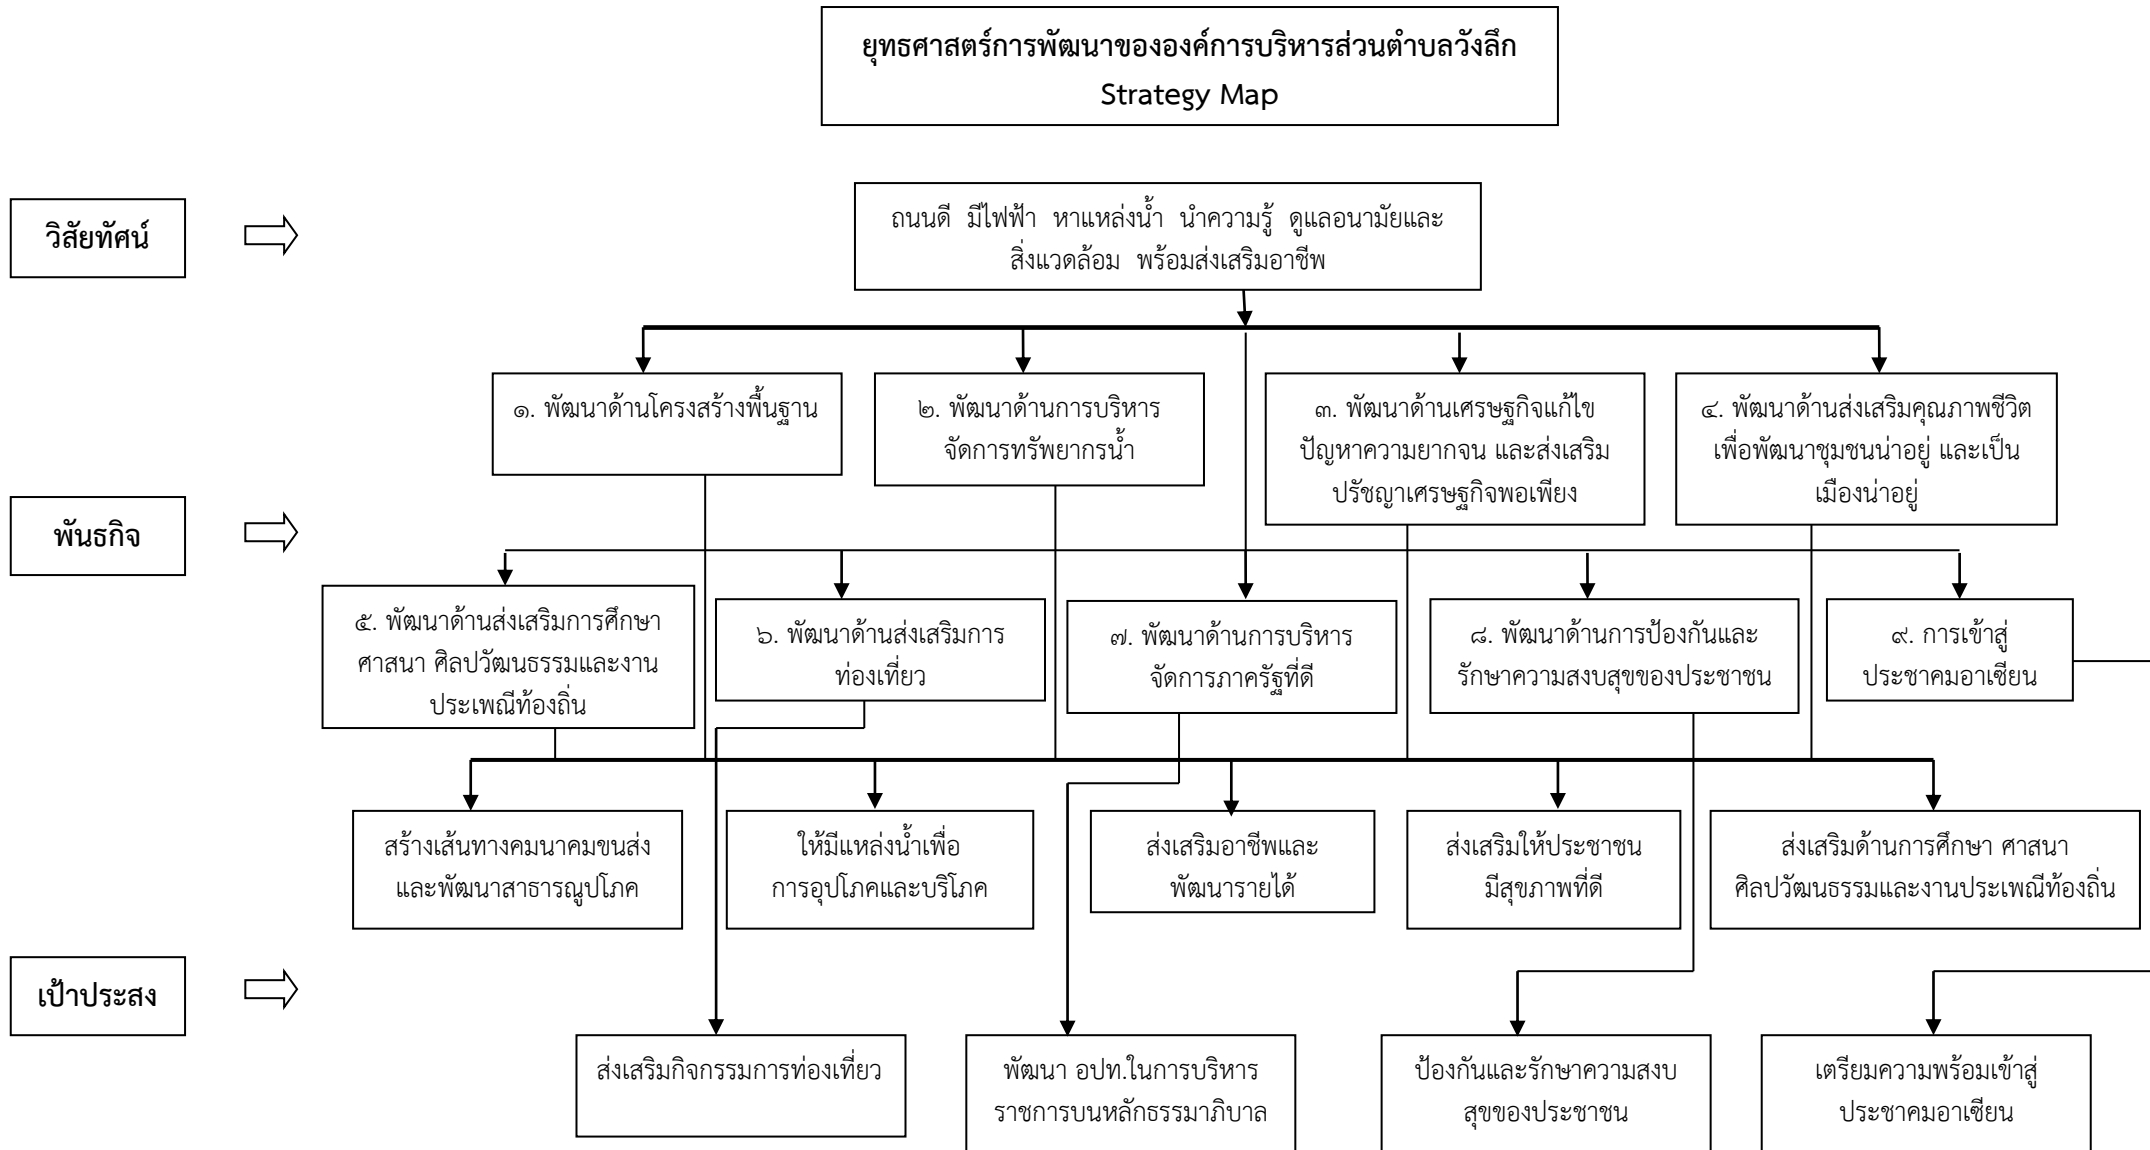 ยุทธศาสตร์การพัฒนาขององค์การบริหารส่วนตำบลวังลึก
Strategy Map
วิสัยทัศน์
ถนนดี มีไฟฟ้า หาแหล่งน้ำ นำความรู้ ดูแลอนามัยและ
สิ่งแวดล้อม พร้อมส่งเสริมอาชีพ
๑. พัฒนาด้านโครงสร้างพื้นฐาน
๒. พัฒนาด้านการบริหาร
จัดการทรัพยากรน้ำ
๓. พัฒนาด้านเศรษฐกิจแก้ไข
ปัญหาความยากจน และส่งเสริม
ปรัชญาเศรษฐกิจพอเพียง
๔. พัฒนาด้านส่งเสริมคุณภาพชีวิต
เพื่อพัฒนาชุมชนน่าอยู่ และเป็น
เมืองน่าอยู่
พันธกิจ
๕. พัฒนาด้านส่งเสริมการศึกษา
ศาสนา ศิลปวัฒนธรรมและงาน
ประเพณีท้องถิ่น
๖. พัฒนาด้านส่งเสริมการ
ท่องเที่ยว
๗. พัฒนาด้านการบริหาร
จัดการภาครัฐที่ดี
๘. พัฒนาด้านการป้องกันและ
รักษาความสงบสุขของประชาชน
๙. การเข้าสู่
ประชาคมอาเซียน
สร้างเส้นทางคมนาคมขนส่ง
และพัฒนาสาธารณูปโภค
ให้มีแหล่งน้ำเพื่อ
การอุปโภคและบริโภค
ส่งเสริมอาชีพและ
พัฒนารายได้
ส่งเสริมให้ประชาชน
มีสุขภาพที่ดี
ส่งเสริมด้านการศึกษา ศาสนา
ศิลปวัฒนธรรมและงานประเพณีท้องถิ่น
เป้าประสง
ส่งเสริมกิจกรรมการท่องเที่ยว
พัฒนา อปท.ในการบริหาร
ราชการบนหลักธรรมาภิบาล
ป้องกันและรักษาความสงบ
สุขของประชาชน
เตรียมความพร้อมเข้าสู่
ประชาคมอาเซียน